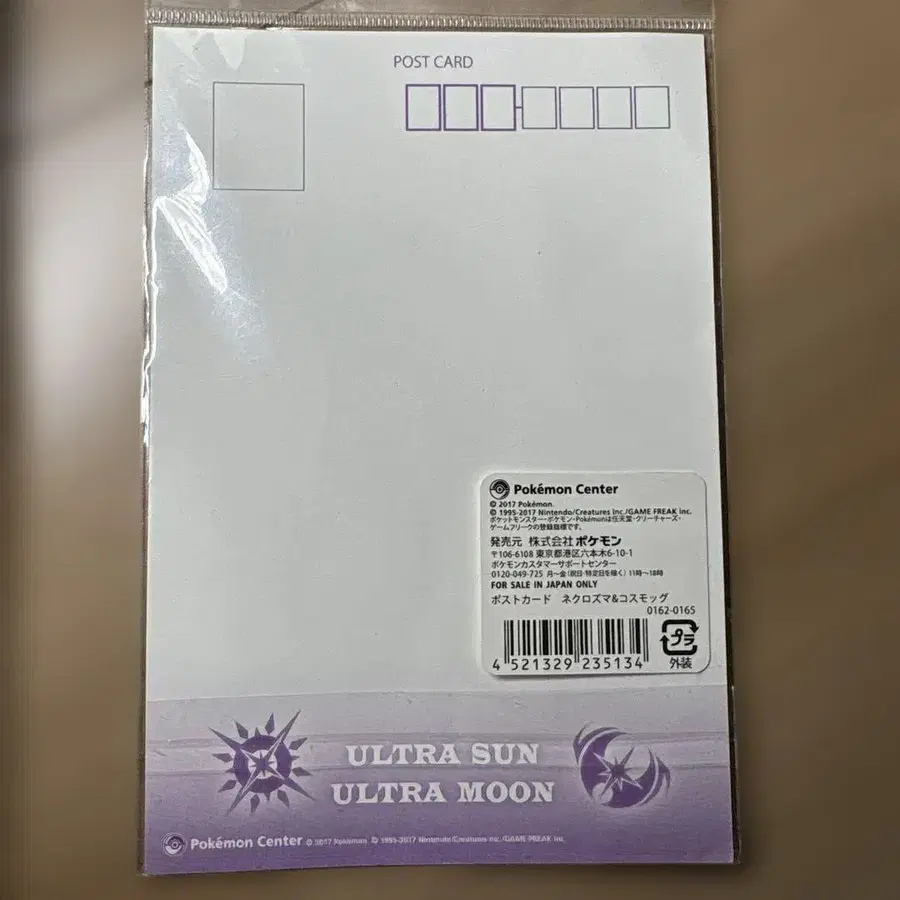 POST CARD
Pokémon Center
© 2017 Pokémon.
© 1995-2017 Nintendo/Creatures Inc./GAME FREAK inc.
ポケットモンスター・ポケモン・Pokémonは任天堂・クリーチャーズ・
ゲームフリークの登録商標です。
発売元 株式会社ポケモン
〒106-6108 東京都港区六本木6-10-1
ポケモンカスタマーサポートセンター
0120-049-725 月~金(祝日・特定日を除く)11時~18時
FOR SALE IN JAPAN ONLY
ポストカード ネクロズマ&コスモッグ
0162-0165
4 521329 235134
プラ
外装
ULTRA SUN
ULTRA MOON
Pokémon Center © 2017 Pokémon. © 1995-2017 Nintendo/Creatures Inc./GAME FREAK inc.